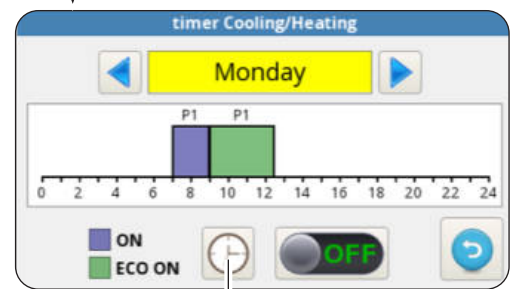 timer Cooling/Heating
Monday
P1 P1
0 2 4 6 8 10 12 14 16 18 20 22 24
ON
ECO ON
OFF